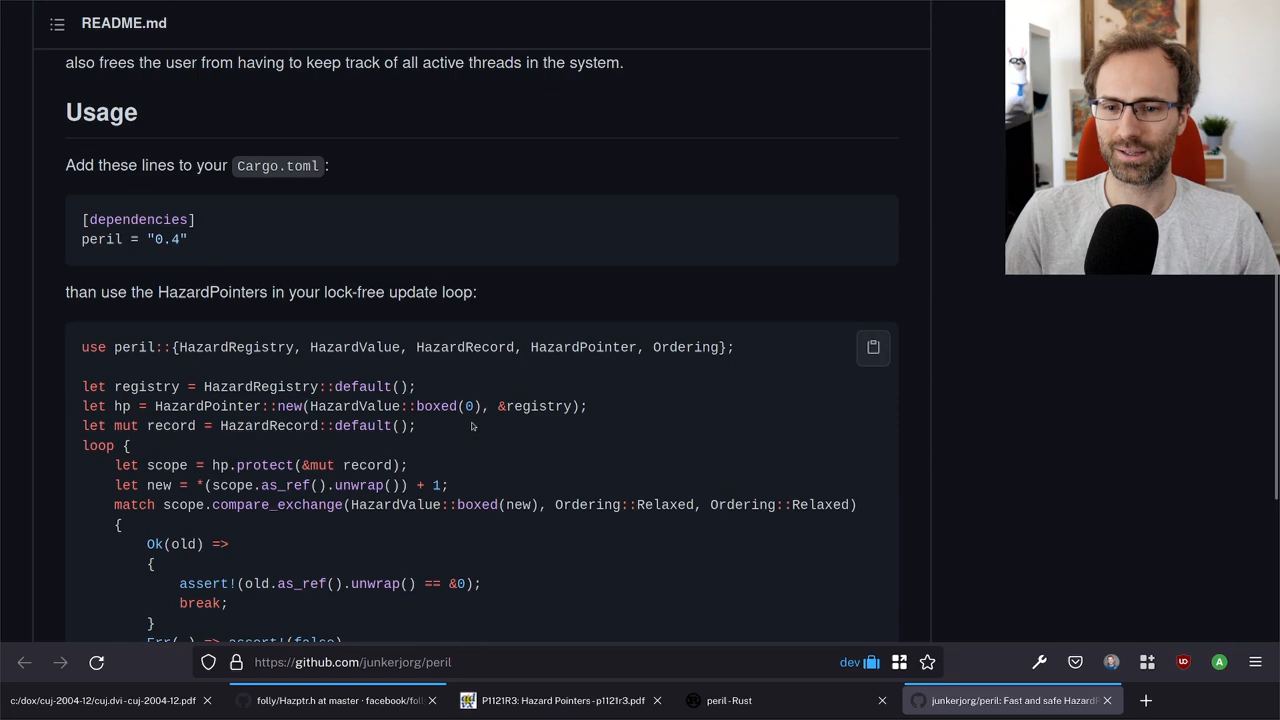 README.md
also frees the user from having to keep track of all active threads in the system.
Usage
Add these lines to your Cargo.toml:
[dependencies]
peril = "0.4"
than use the HazardPointers in your lock-free update loop:
use peril::{HazardRegistry, HazardValue, HazardRecord, HazardPointer, Ordering};
let registry = HazardRegistry::default();
let hp = HazardPointer::new(HazardValue::boxed(0), &registry);
let mut record = HazardRecord::default();
loop {
let scope = hp.protect(&mut record);
let new = *(scope.as_ref().unwrap()) + 1;
match scope.compare_exchange(HazardValue::boxed(new), Ordering::Relaxed, Ordering::Relaxed)
{
Ok(old) =>
{
assert!(old.as_ref().unwrap() == &0);
break;
}
Err(_) => assert!(false)
dev
https://github.com/junkerjorg/peril
UD
A
c:/dox/cuj-2004-12/cuj.dvi - cuj-2004-12.pdf
folly/Hazptr.h at master · facebook/foll
P1121R3: Hazard Pointers - p1121r3.pdf
peril - Rust
junkerjorg/peril: Fast and safe HazardP